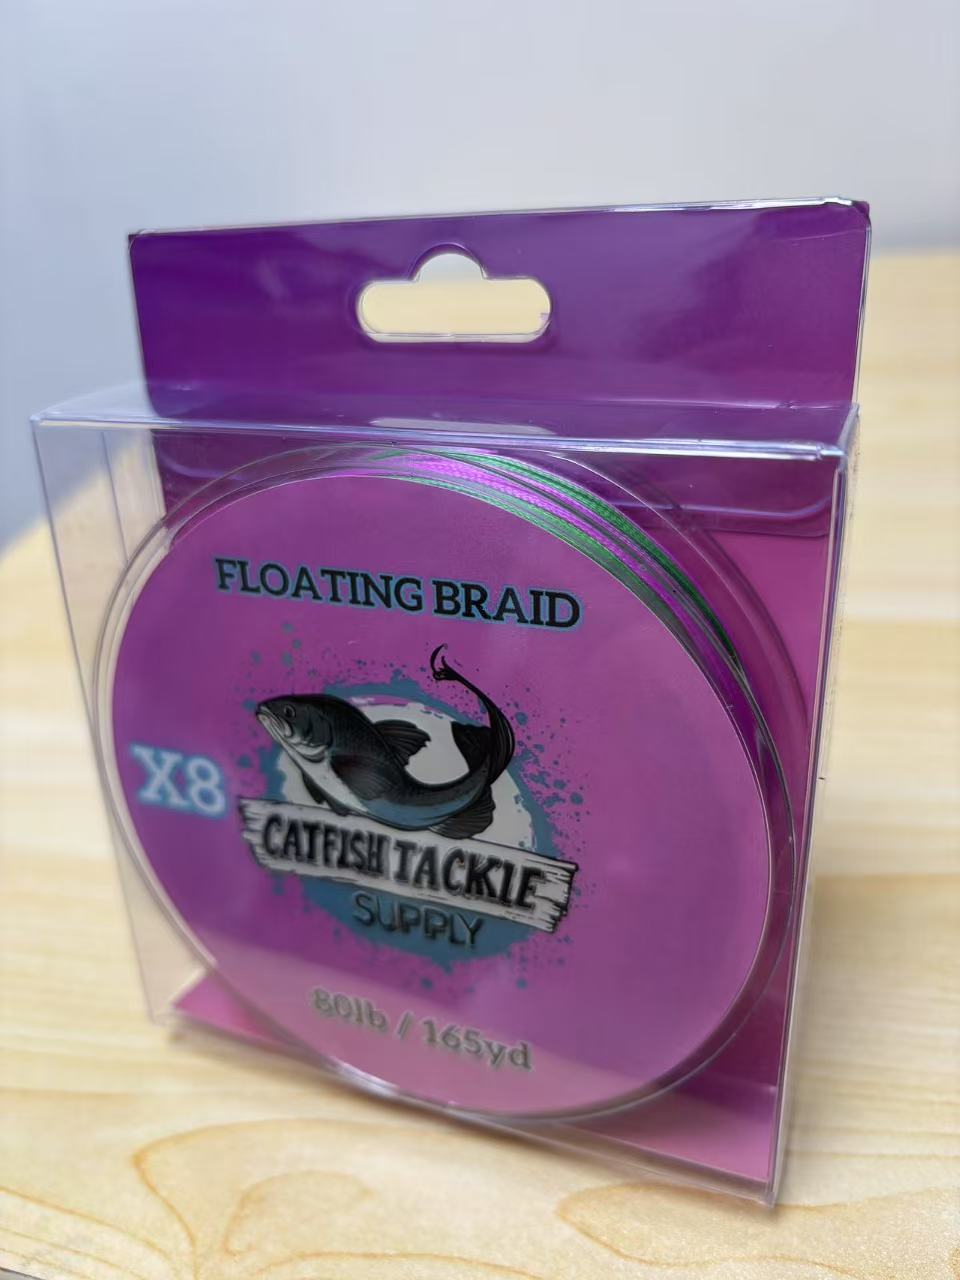 FLOATING BRAID
X8
CATFISH TACKLE
SUPPLY
80lb / 165yd